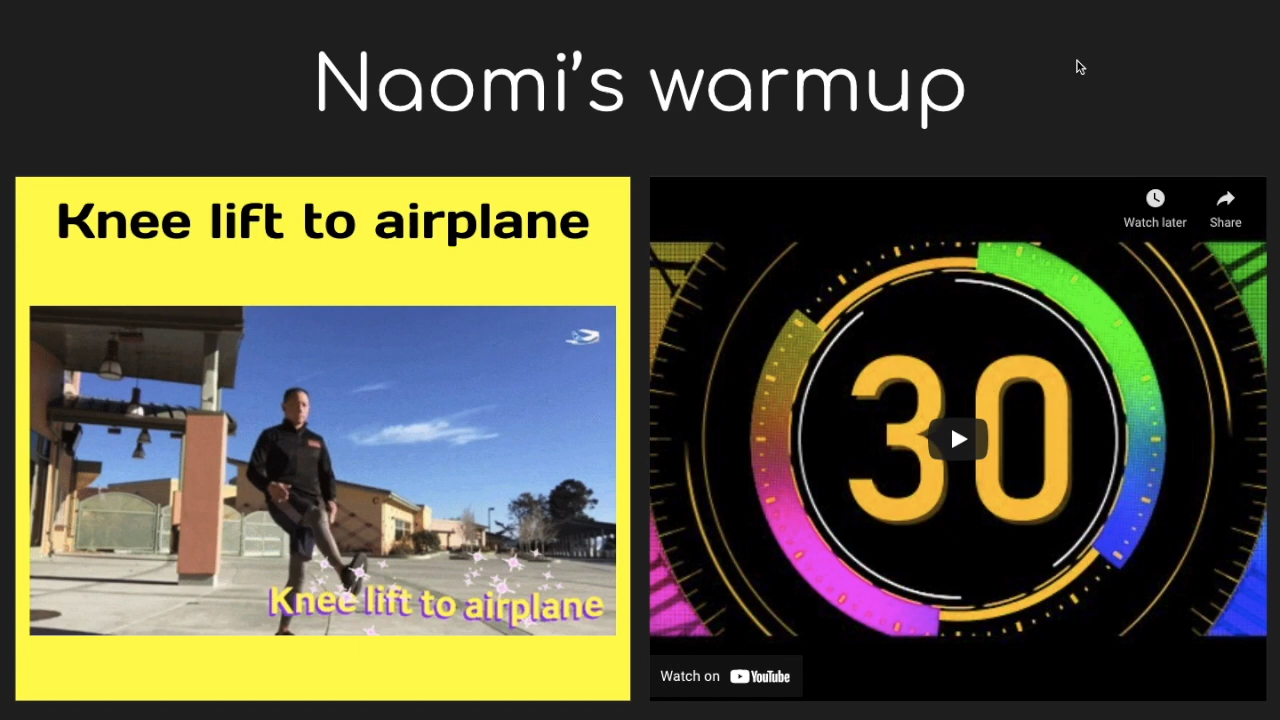 Naomi's warmup
Knee lift to airplane
Knee lift to airplane
Watch later
Share
30
Watch on YouTube